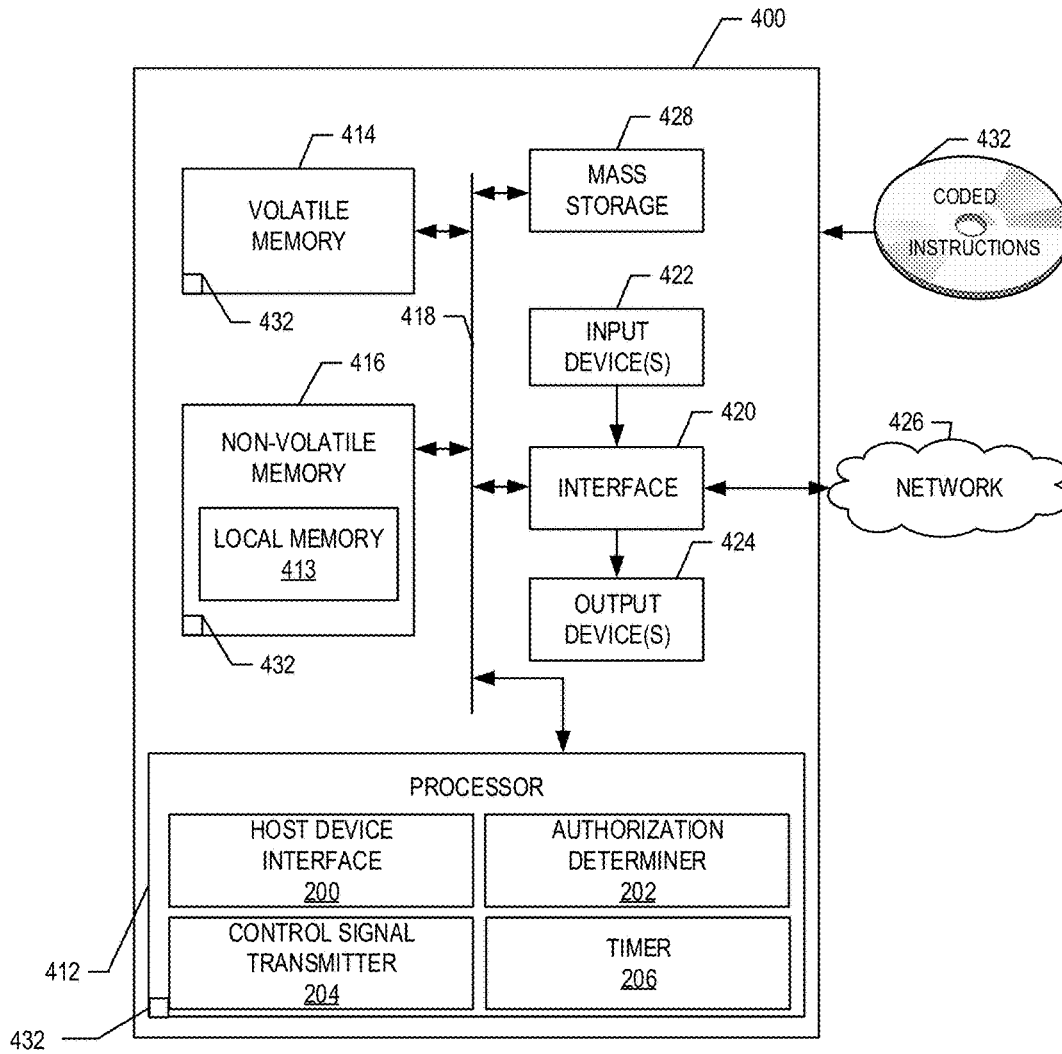 400
414
428
432
VOLATILE
MEMORY
MASS
STORAGE
CODED
INSTRUCTIONS
432
418
422
INPUT
DEVICE(S)
416
420
426
NON-VOLATILE
MEMORY
INTERFACE
NETWORK
LOCAL MEMORY
413
424
OUTPUT
DEVICE(S)
432
PROCESSOR
HOST DEVICE
INTERFACE
200
AUTHORIZATION
DETERMINER
202
412
CONTROL SIGNAL
TRANSMITTER
204
TIMER
206
432